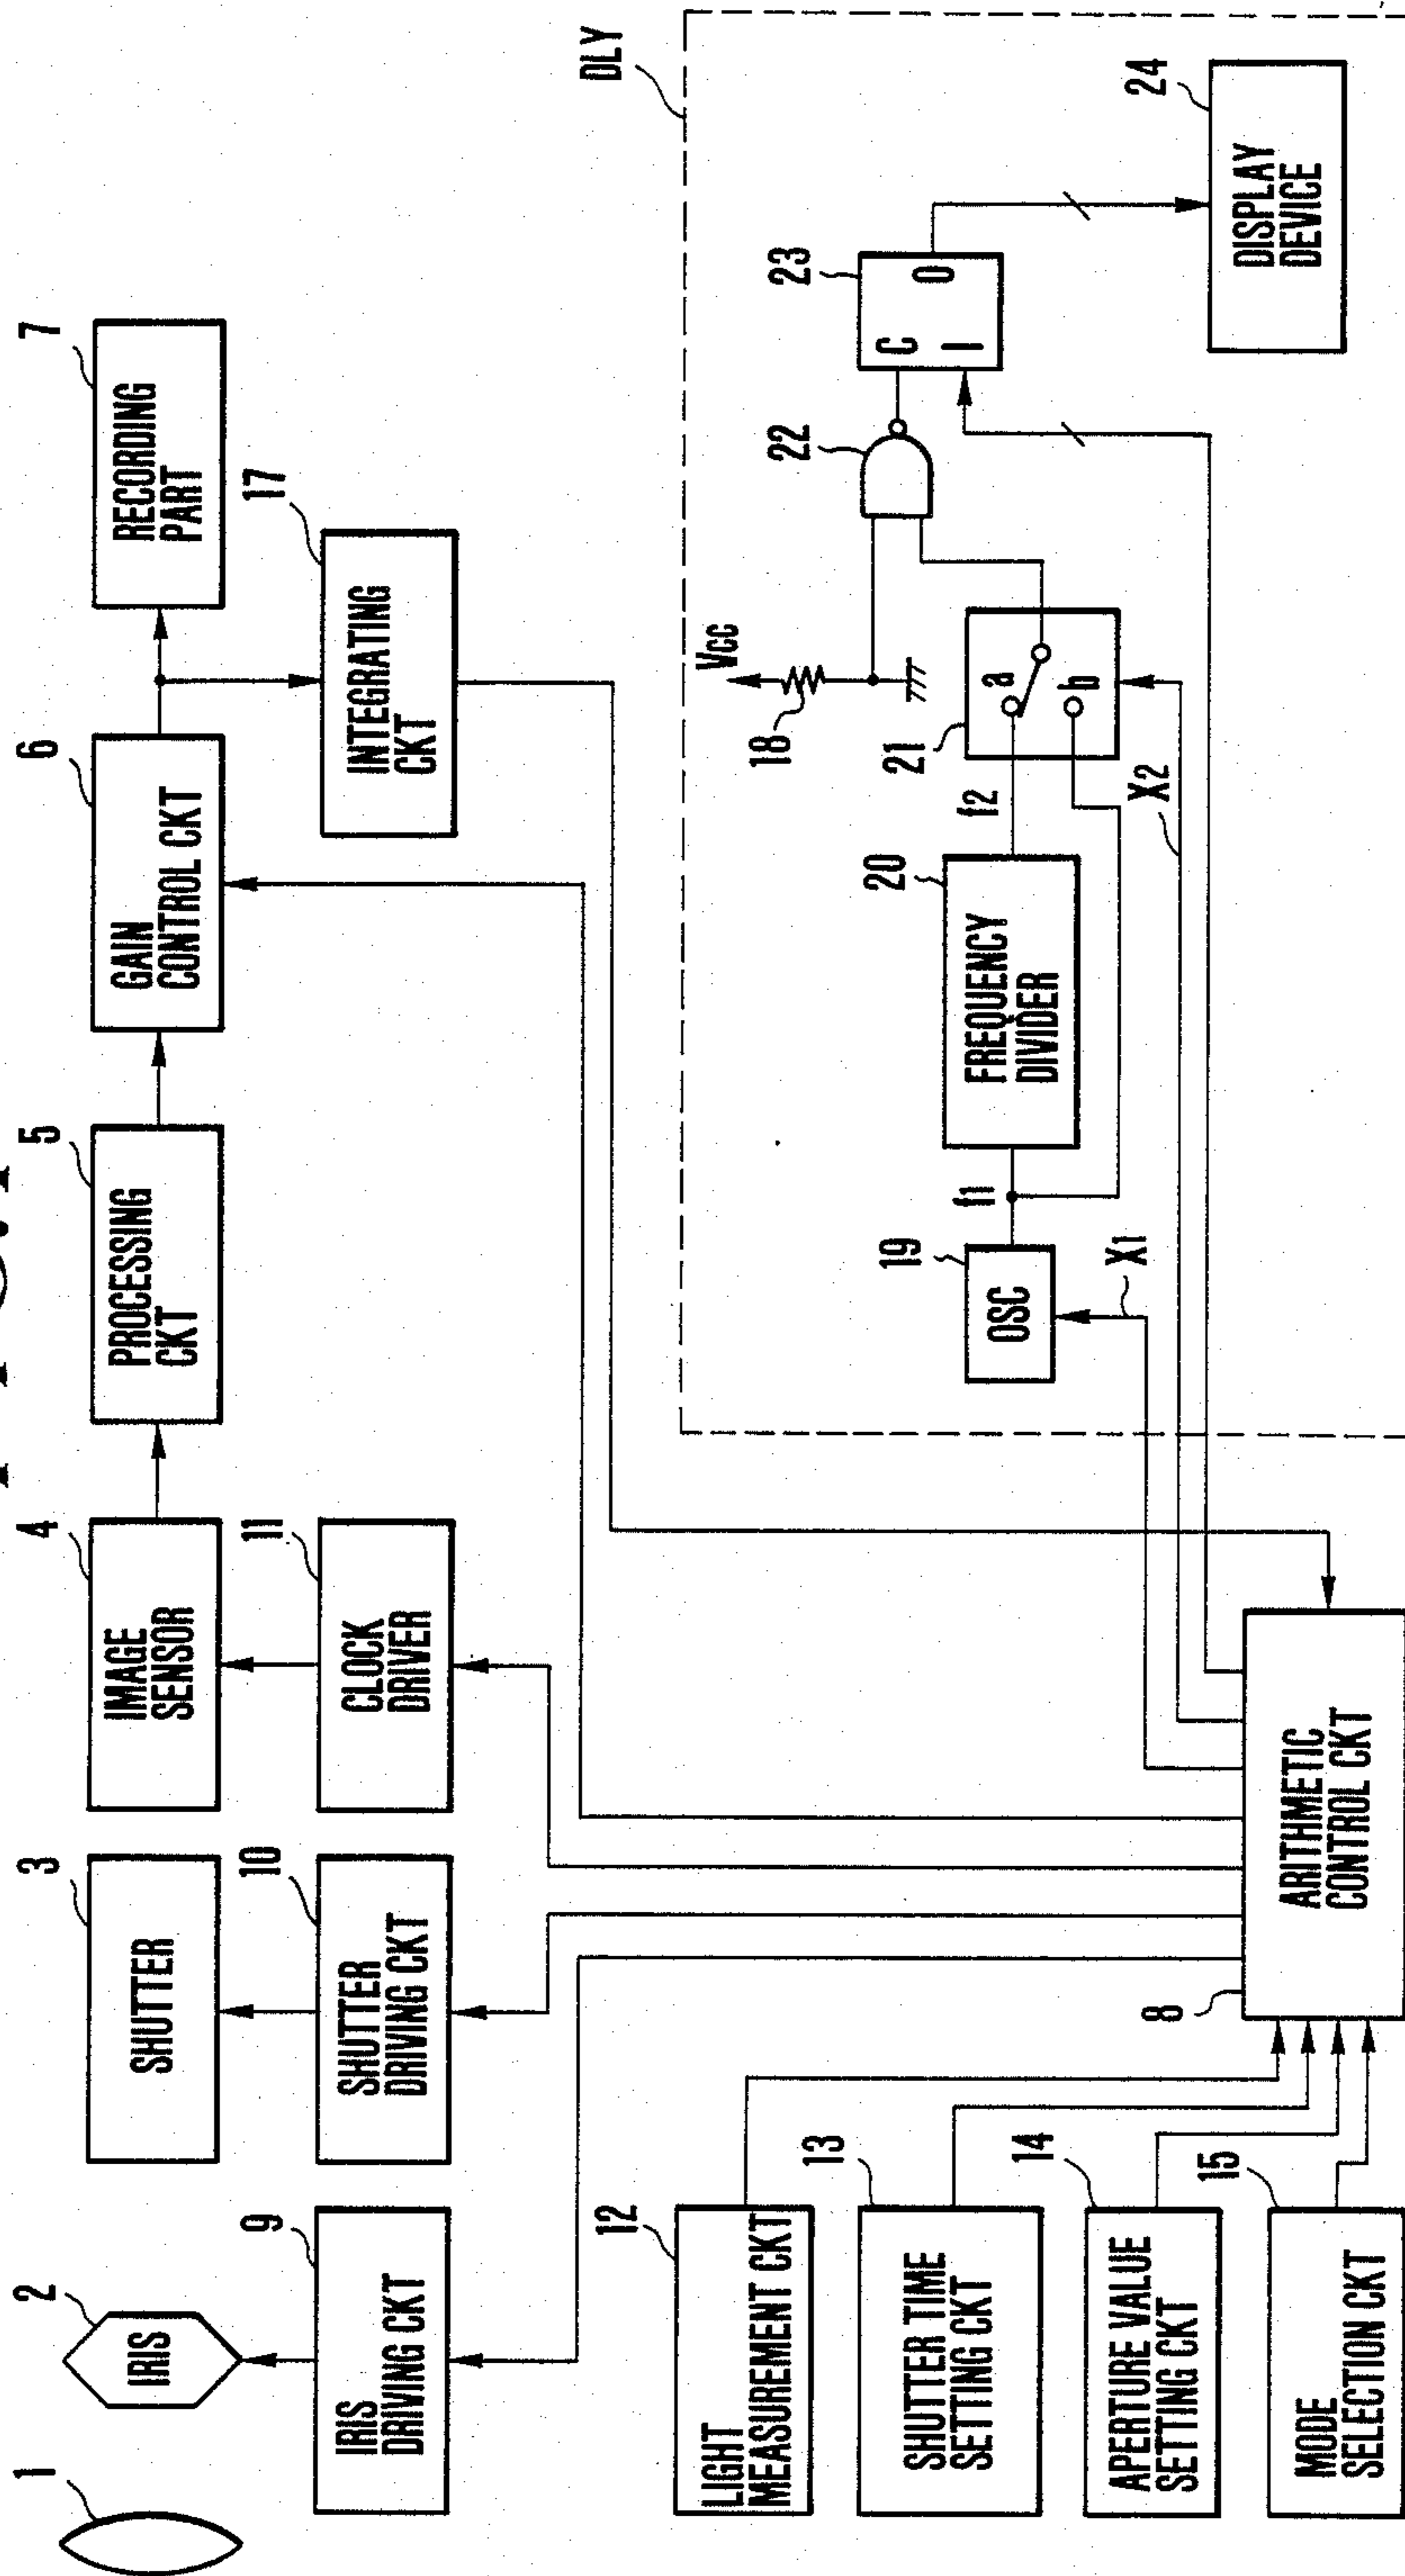 1
2
IRIS
3
SHUTTER
4
IMAGE
SENSOR
5
PROCESSING
CKT
6
GAIN
CONTROL CKT
7
RECORDING
PART
9
IRIS
DRIVING CKT
10
SHUTTER
DRIVING CKT
11
CLOCK
DRIVER
17
INTEGRATING
CKT
12
LIGHT
MEASUREMENT CKT
13
SHUTTER TIME
SETTING CKT
14
APERTURE VALUE
SETTING CKT
15
MODE
SELECTION CKT
8
ARITHMETIC
CONTROL CKT
DLY
Vcc
18
19
OSC
f1
X1
20
FREQUENCY
DIVIDER
f2
21
a
b
X2
22
23
C
I
O
24
DISPLAY
DEVICE